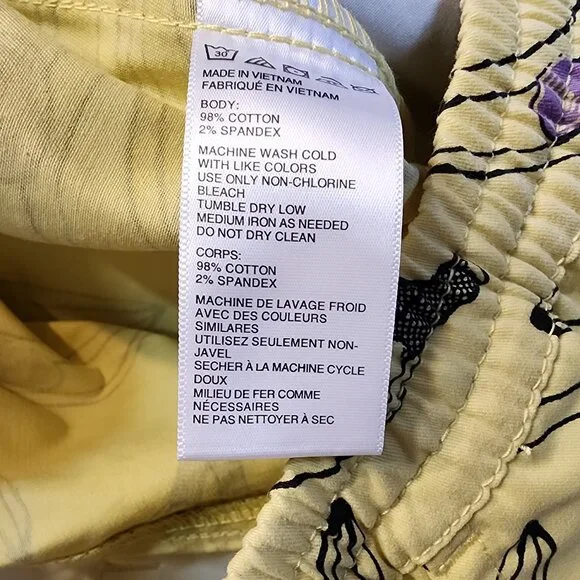 30
MADE IN VIETNAM
FABRIQUÉ EN VIETNAM
BODY:
98% COTTON
2% SPANDEX
MACHINE WASH COLD
WITH LIKE COLORS
USE ONLY NON-CHLORINE
BLEACH
TUMBLE DRY LOW
MEDIUM IRON AS NEEDED
DO NOT DRY CLEAN
CORPS:
98% COTTON
2% SPANDEX
MACHINE DE LAVAGE FROID
AVEC DES COULEURS
SIMILARES
UTILISEZ SEULEMENT NON-
JAVEL
SECHER À LA MACHINE CYCLE
DOUX
MILIEU DE FER COMME
NÉCESSAIRES
NE PAS NETTOYER À SEC